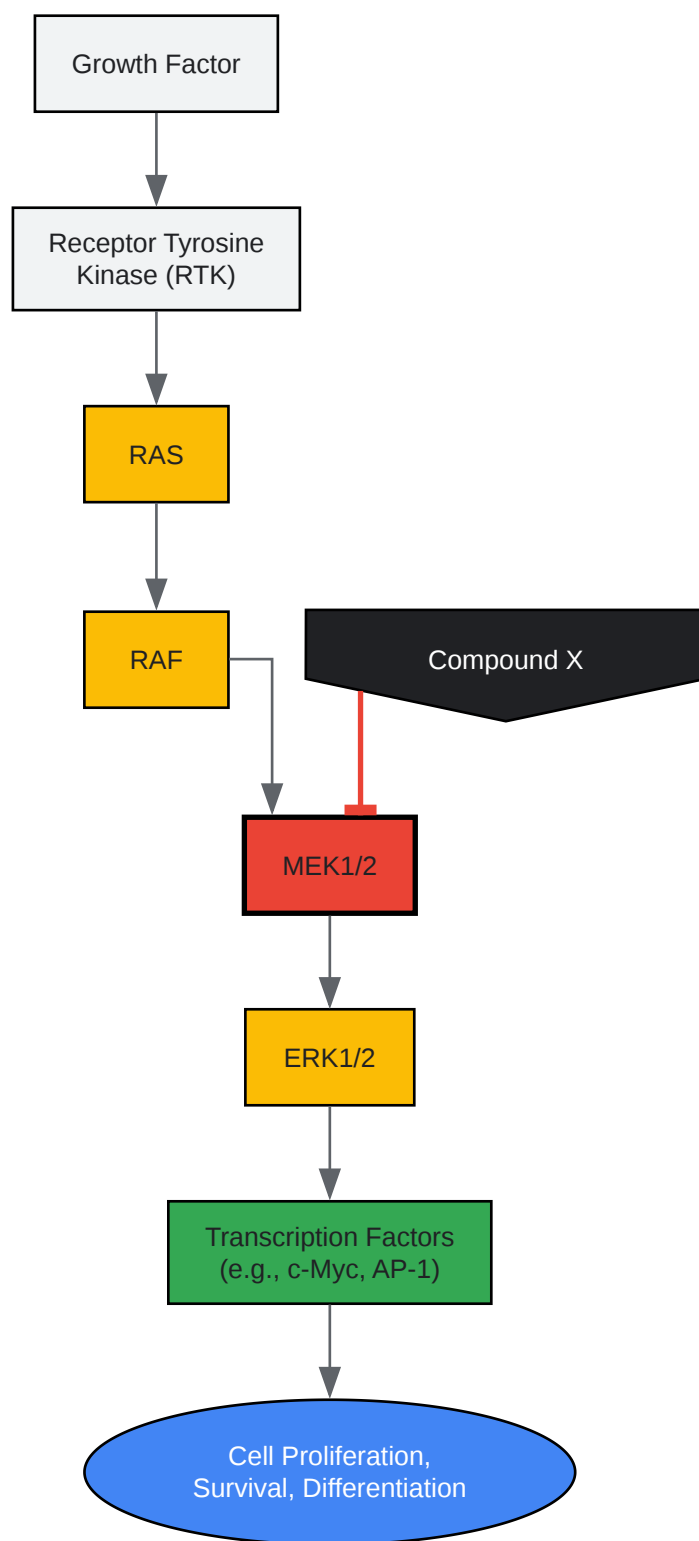 Growth Factor
Receptor Tyrosine
Kinase (RTK)
RAS
RAF
Compound X
MEK1/2
ERK1/2
Transcription Factors
(e.g., c-Myc, AP-1)
Cell Proliferation,
Survival, Differentiation